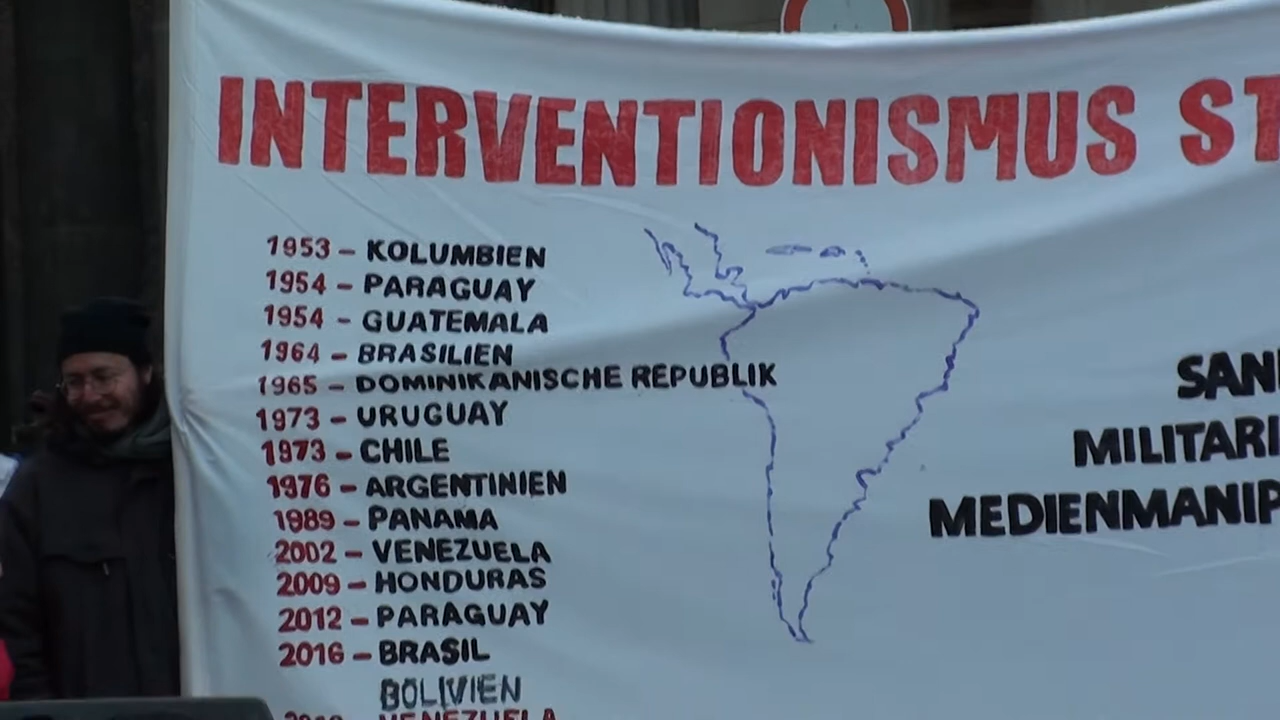 INTERVENTIONISMUS ST
1953 – KOLUMBIEN
1954 – PARAGUAY
1954 – GUATEMALA
1964 – BRASILIEN
1965 – DOMINIKANISCHE REPUBLIK
1973 – URUGUAY
1973 – CHILE
1976 – ARGENTINIEN
1989 – PANAMA
2002 – VENEZUELA
2009 – HONDURAS
2012 – PARAGUAY
2016 – BRASIL
BOLIVIEN
VENEZUELA
SAN
MILITARI
MEDIENMANIP